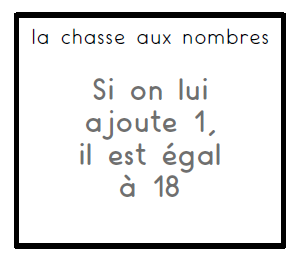 la chasse aux nombres
Si on lui
ajoute 1,
il est égal
à 18